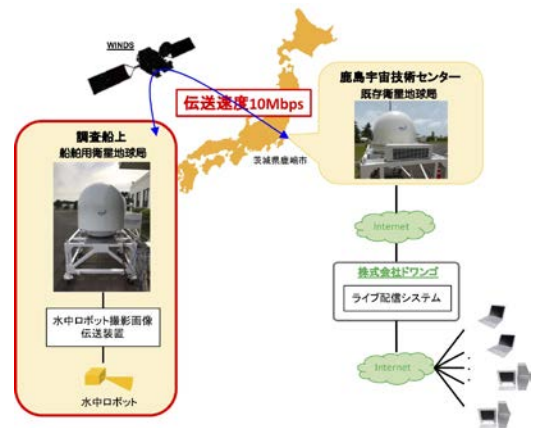 WINDS
伝送速度10Mbps
鹿島宇宙技術センター
既存衛星地球局
茨城県鹿嶋市
調査船上
船舶用衛星地球局
水中ロボット撮影画像
伝送装置
水中ロボット
Internet
株式会社ドワンゴ
ライブ配信システム
Internet